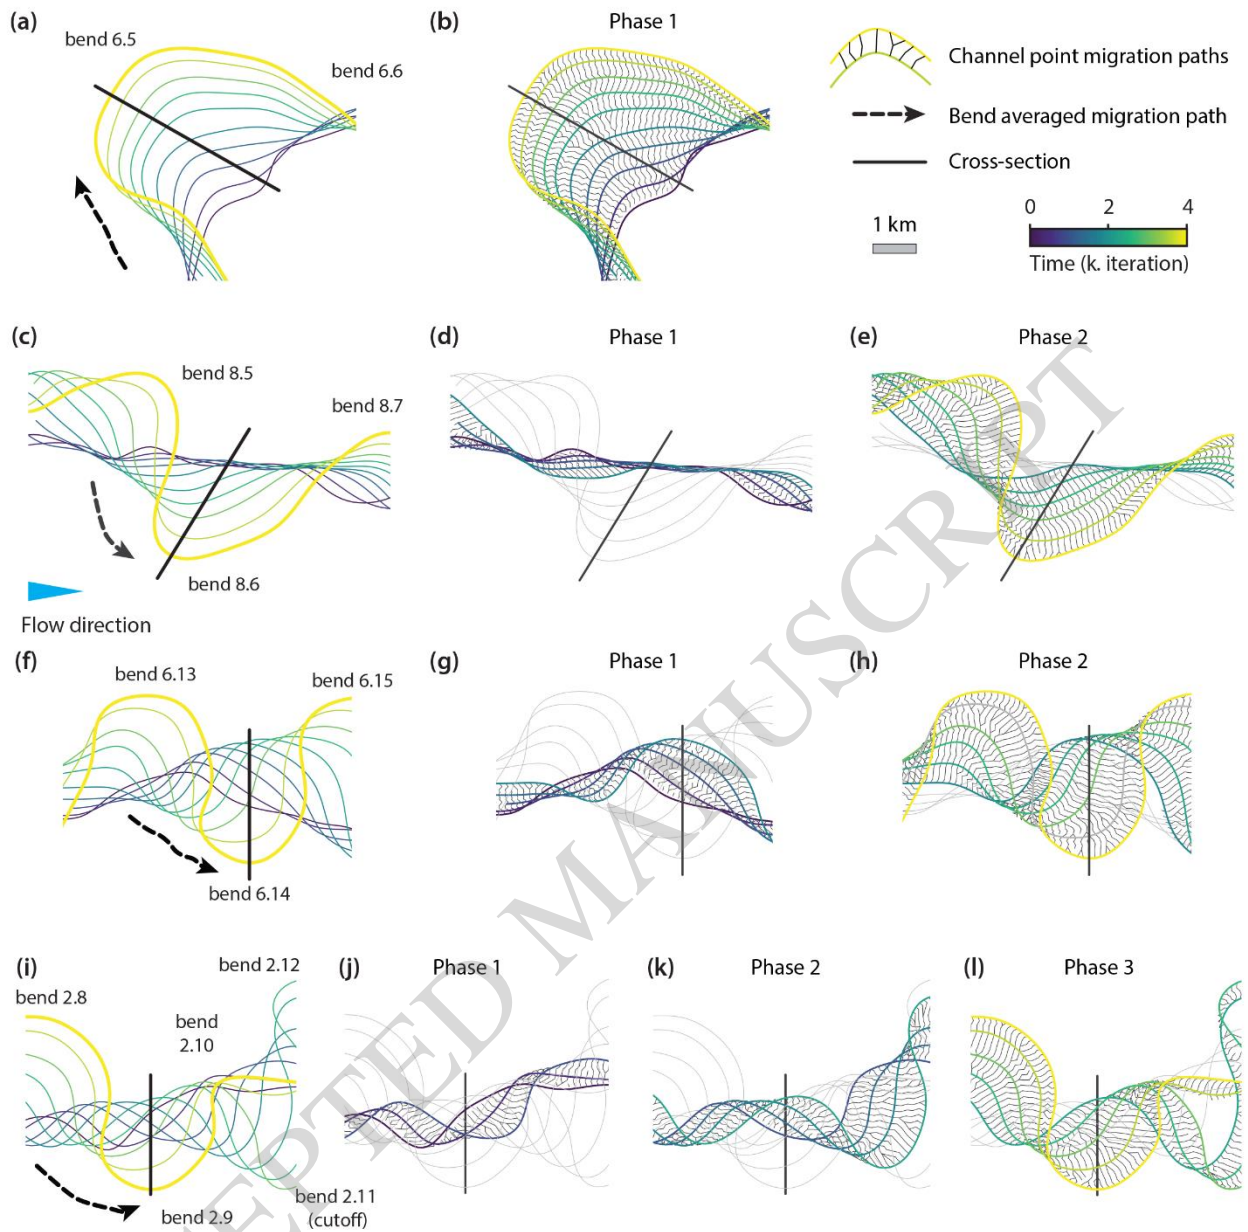 (a)
bend 6.5
bend 6.6
(b)
Phase 1
Channel point migration paths
Bend averaged migration path
Cross-section
1 km
0 2 4
Time (k. iteration)
(c)
bend 8.5
bend 8.7
bend 8.6
Flow direction
(d)
Phase 1
(e)
Phase 2
(f)
bend 6.13
bend 6.15
bend 6.14
(g)
Phase 1
(h)
Phase 2
(i)
bend 2.12
bend 2.8
bend
2.10
bend 2.11
(cutoff)
bend 2.9
(j)
Phase 1
(k)
Phase 2
(l)
Phase 3
EPTED MANUSCRIPT